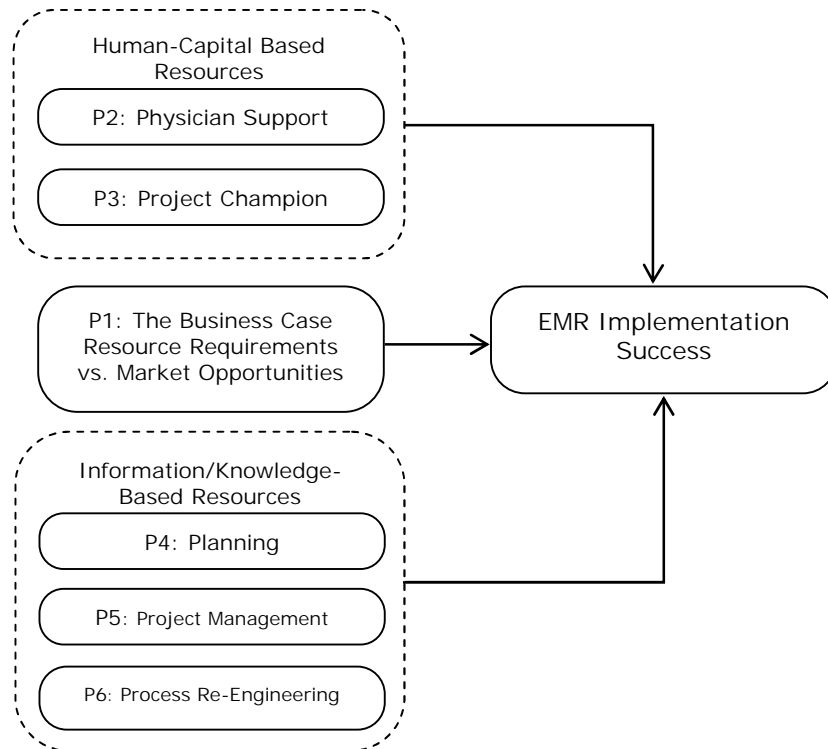 Human-Capital Based
Resources
P2: Physician Support
P3: Project Champion
P1: The Business Case
Resource Requirements
vs. Market Opportunities
EMR Implementation
Success
Information/Knowledge-
Based Resources
P4: Planning
P5: Project Management
P6: Process Re-Engineering